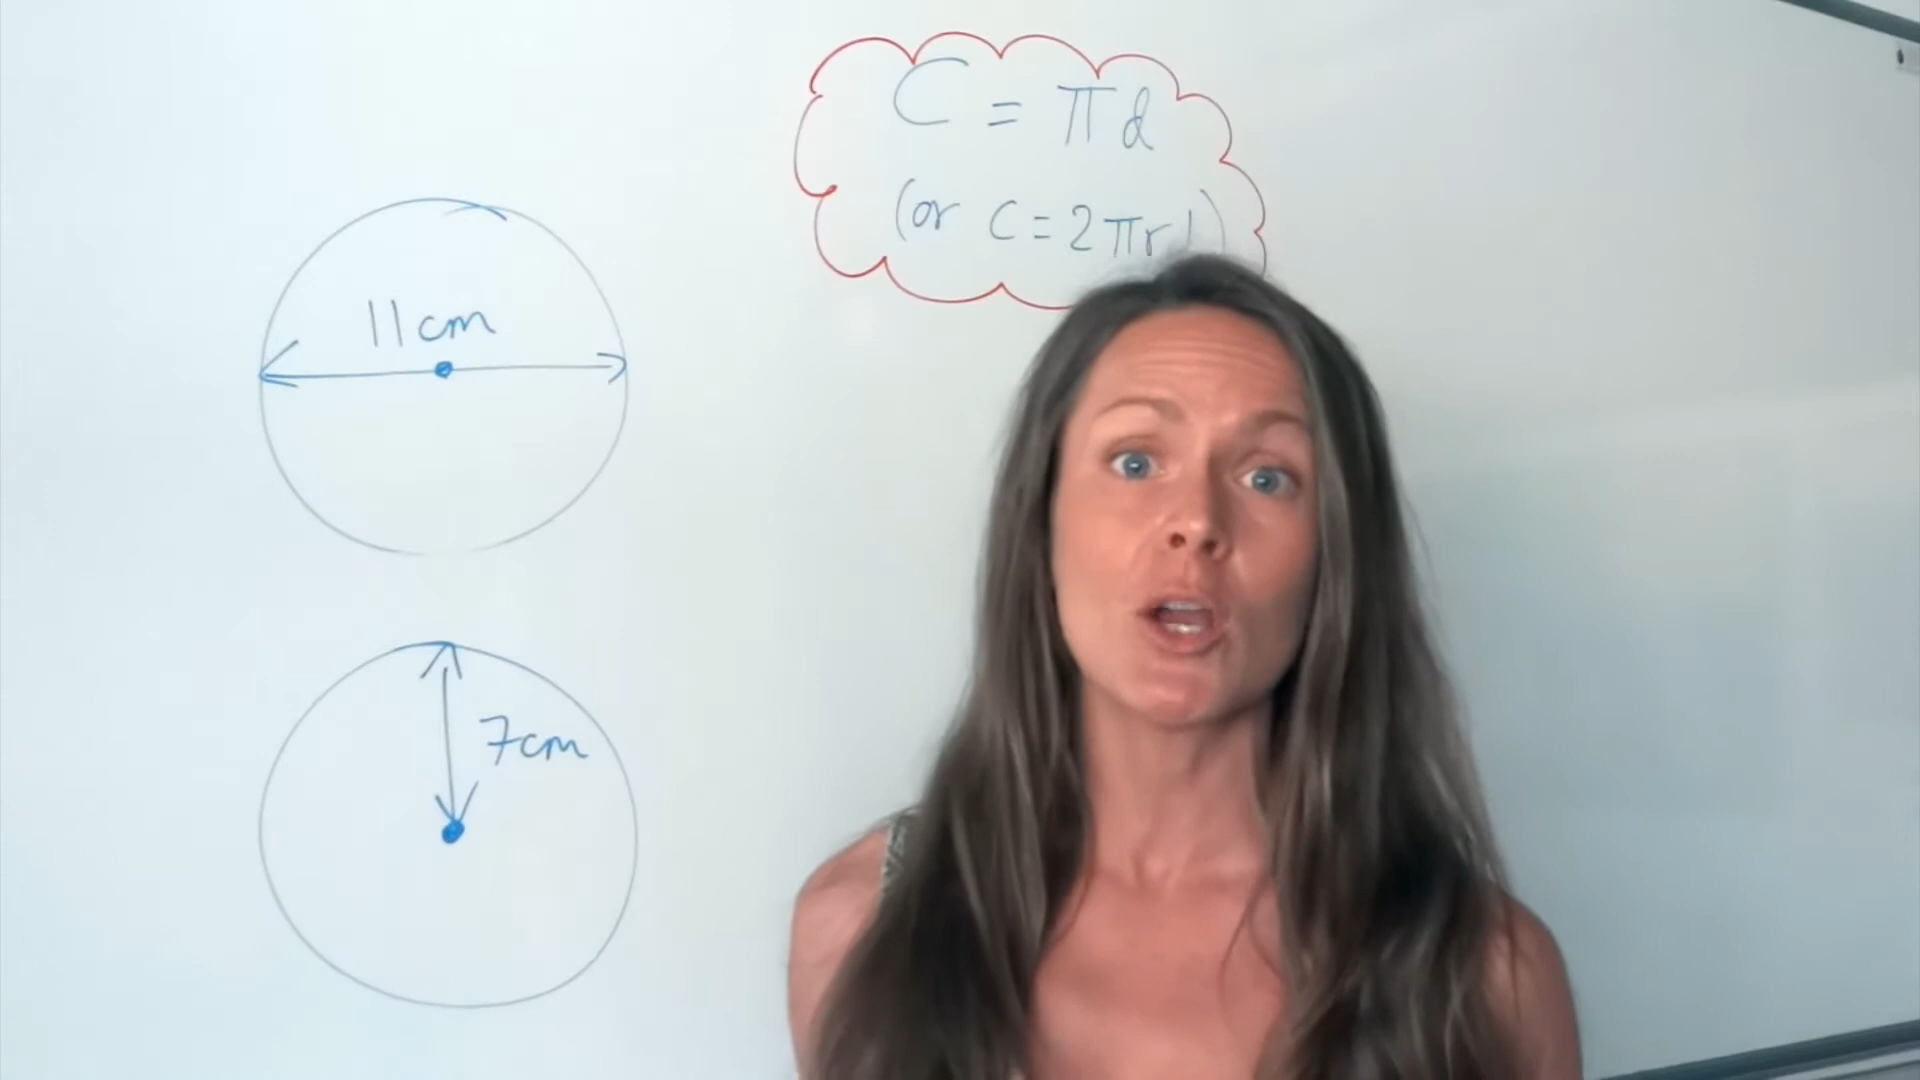 C = πd
(or C = 2πr!)
11cm
7cm